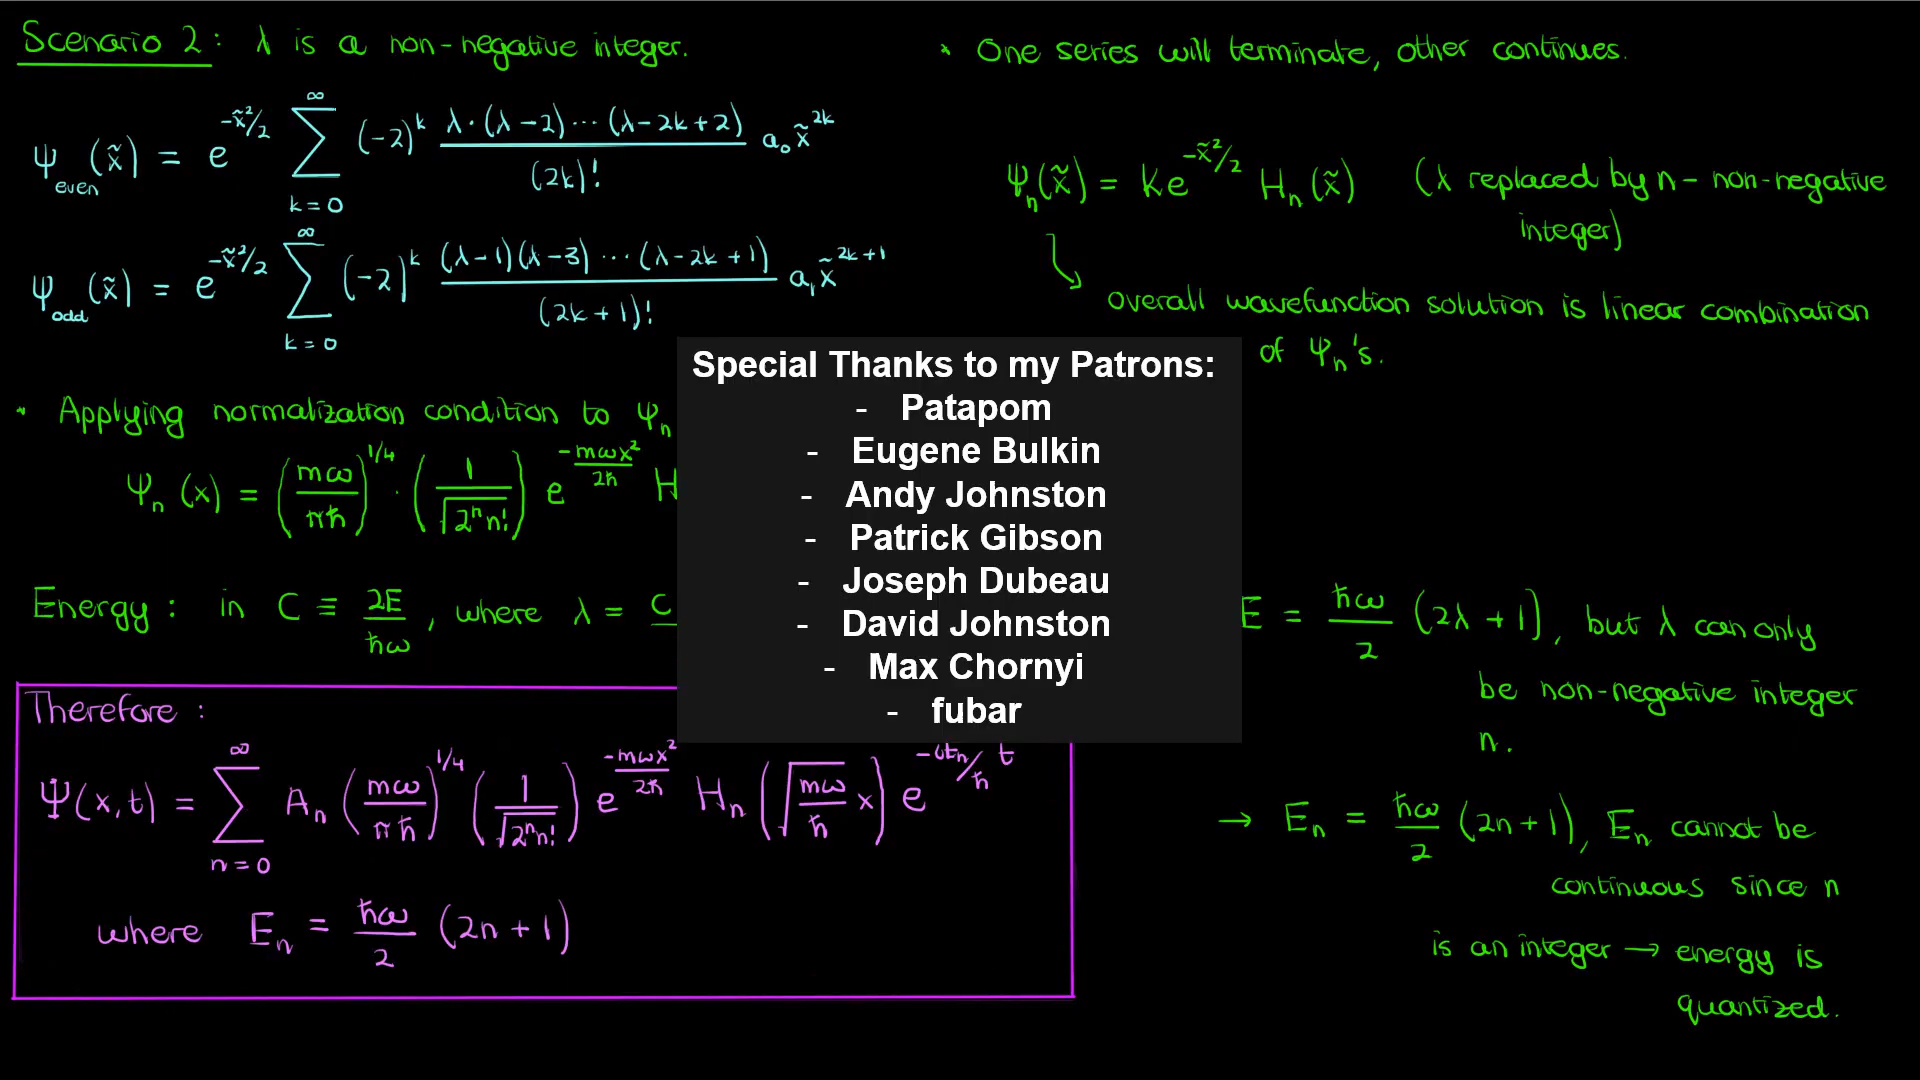 Scenario 2: λ is a non-negative integer.
ψ_even (x̃) = e^(-x̃²/2) ∑_(k=0)^∞ (-2)^k λ·(λ-2)···(λ-2k+2) / (2k)! a₀ x̃^(2k)
ψ_odd (x̃) = e^(-x̃²/2) ∑_(k=0)^∞ (-2)^k (λ-1)(λ-3)···(λ-2k+1) / (2k+1)! a₁ x̃^(2k+1)
* Applying normalization condition to ψ_n
ψ_n (x) = (mω/πħ)^(1/4) · (1/√(2ⁿn!)) e^(-mωx²/2ħ) H
Energy: in C ≡ 2E/ħω, where λ = C
Therefore:
Ψ(x,t) = ∑_(n=0)^∞ A_n (mω/πħ)^(1/4) (1/√(2ⁿn!)) e^(-mωx²/2ħ) H_n (√(mω/ħ) x) e^(-iE_n/ħ t)
where E_n = ħω/2 (2n+1)
* One series will terminate, other continues.
ψ_n(x̃) = Ke^(-x̃²/2) H_n(x̃) (λ replaced by n - non-negative
integer)
overall wavefunction solution is linear combination
of ψ_n's.
Special Thanks to my Patrons:
- Patapom
- Eugene Bulkin
- Andy Johnston
- Patrick Gibson
- Joseph Dubeau
- David Johnston
- Max Chornyi
- fubar
E = ħω/2 (2λ+1), but λ can only
be non-negative integer
n.
→ E_n = ħω/2 (2n+1), E_n cannot be
continuous since n
is an integer → energy is
quantized.